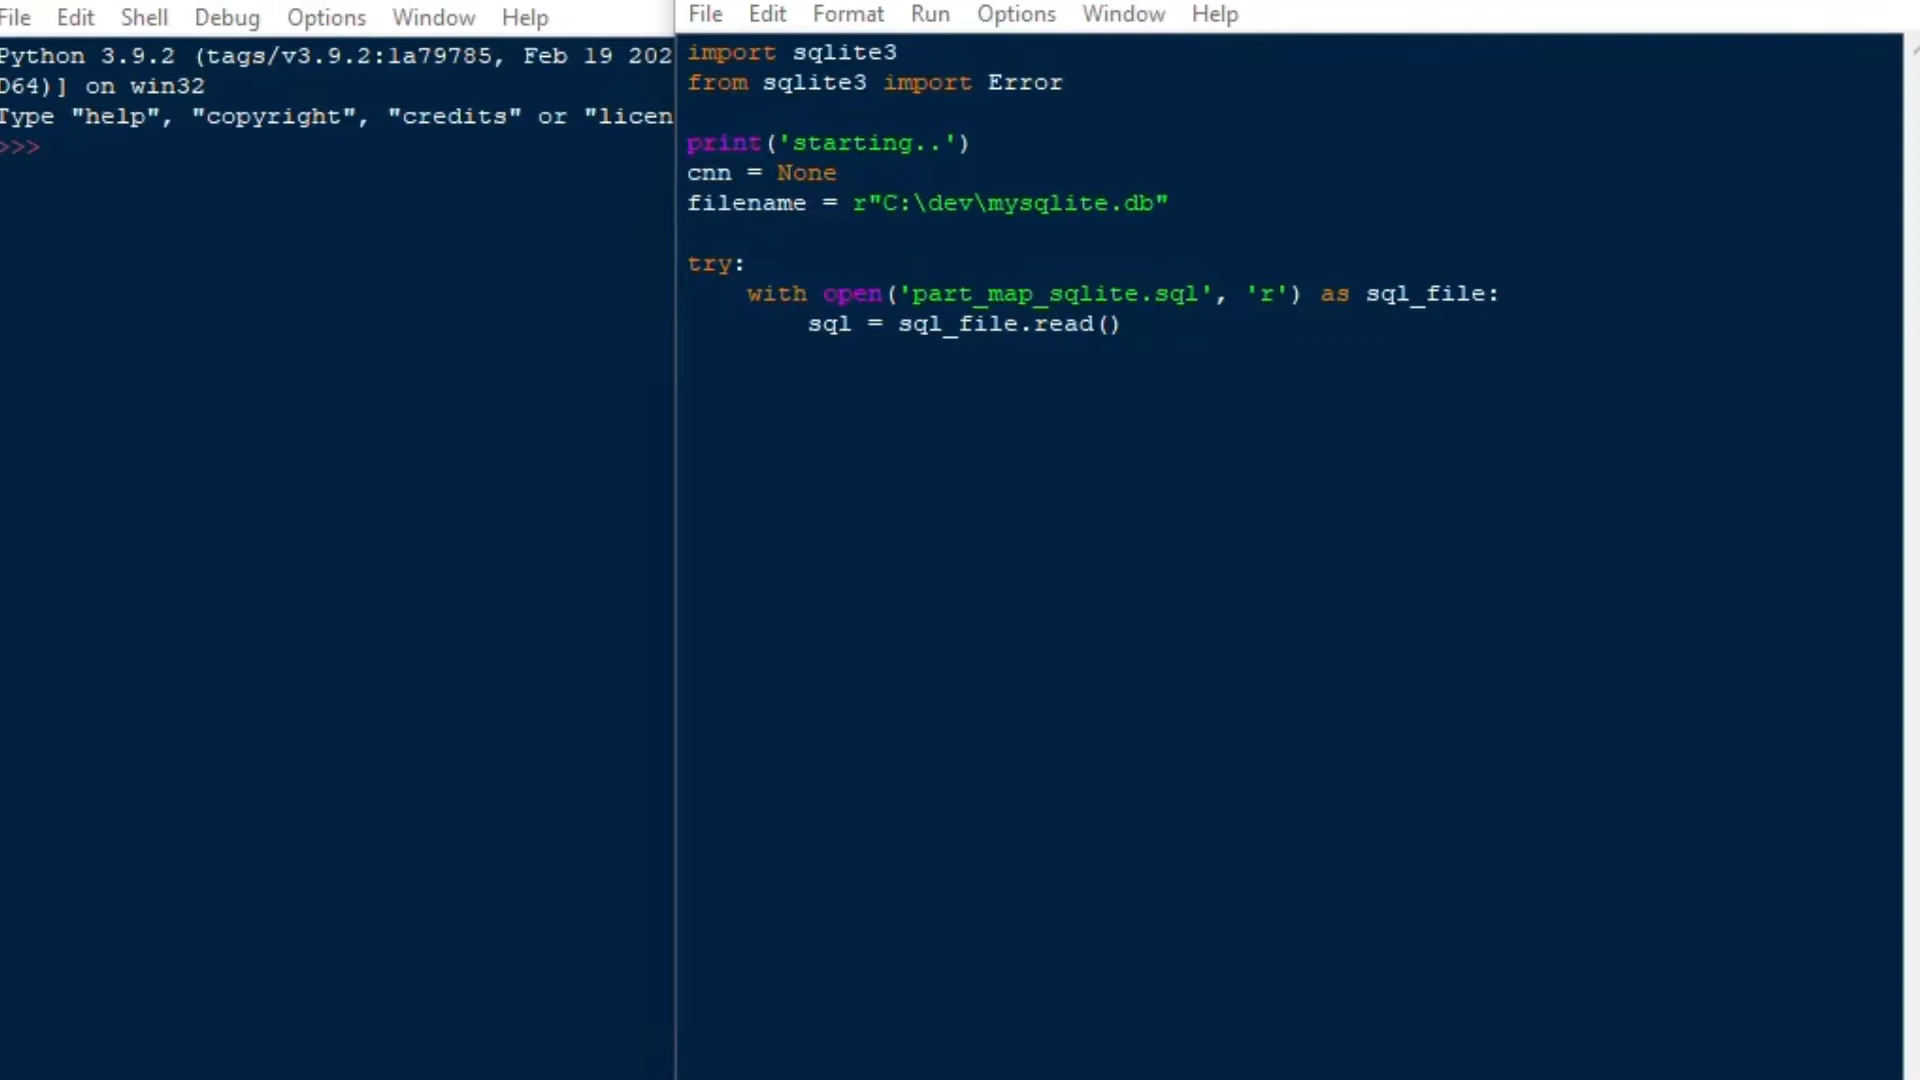 File Edit Shell Debug Options Window Help
Python 3.9.2 (tags/v3.9.2:1a79785, Feb 19 202
D64)] on win32
Type "help", "copyright", "credits" or "licen
>>>
File Edit Format Run Options Window Help
import sqlite3
from sqlite3 import Error
print('starting..')
cnn = None
filename = r"C:\dev\mysqlite.db"
try:
    with open('part_map_sqlite.sql', 'r') as sql_file:
        sql = sql_file.read()